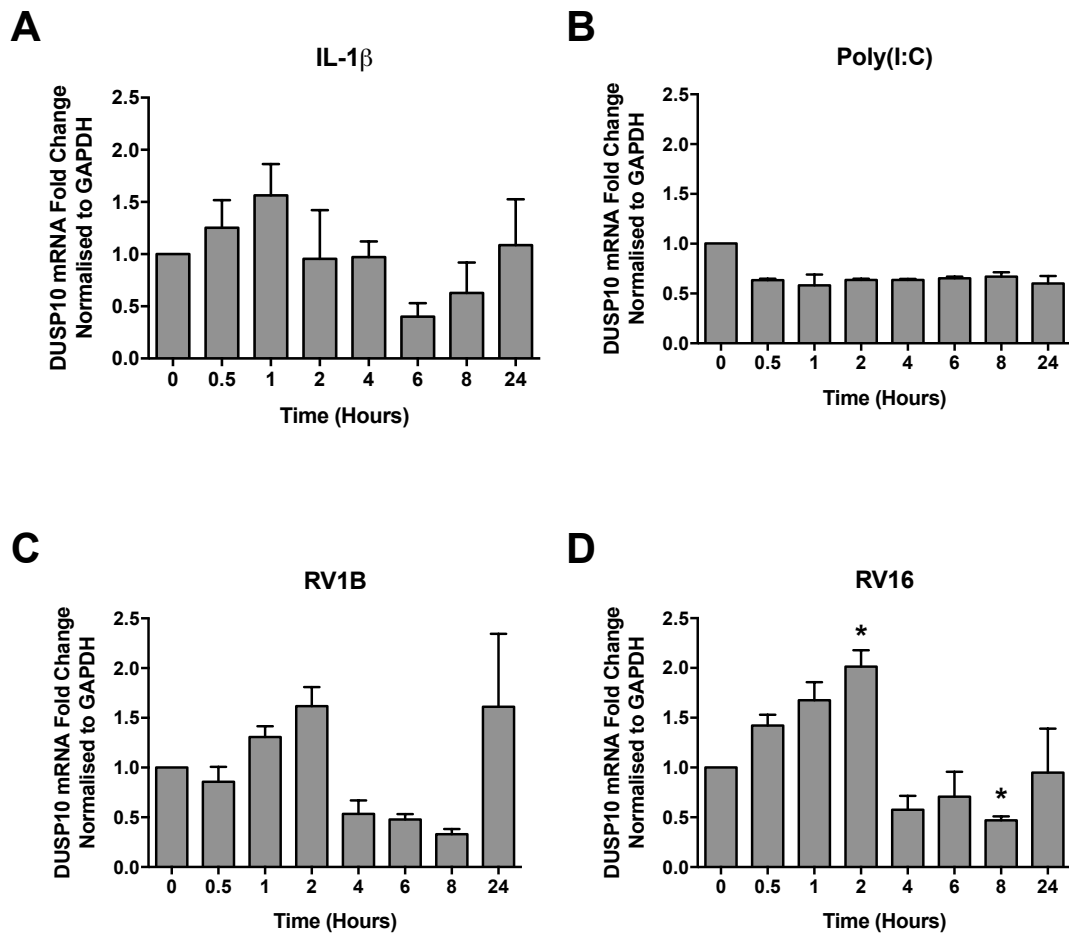 A
IL-1β
DUSP10 mRNA Fold Change
Normalised to GAPDH
2.5
2.0
1.5
1.0
0.5
0.0
0 0.5 1 2 4 6 8 24
Time (Hours)
B
Poly(I:C)
DUSP10 mRNA Fold Change
Normalised to GAPDH
2.5
2.0
1.5
1.0
0.5
0.0
0 0.5 1 2 4 6 8 24
Time (Hours)
C
RV1B
DUSP10 mRNA Fold Change
Normalised to GAPDH
2.5
2.0
1.5
1.0
0.5
0.0
0 0.5 1 2 4 6 8 24
Time (Hours)
D
RV16
DUSP10 mRNA Fold Change
Normalised to GAPDH
2.5
2.0
1.5
1.0
0.5
0.0
*
*
0 0.5 1 2 4 6 8 24
Time (Hours)